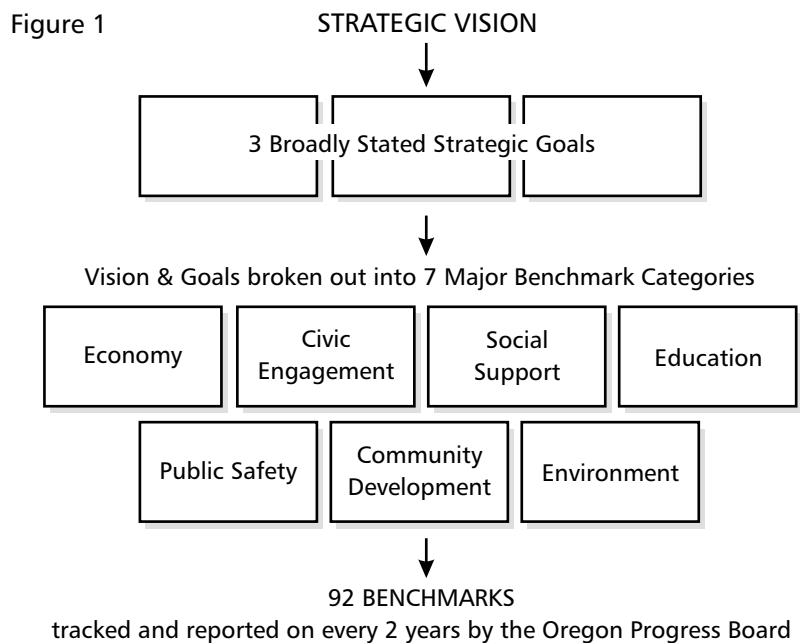 Figure 1
STRATEGIC VISION
3 Broadly Stated Strategic Goals
Vision & Goals broken out into 7 Major Benchmark Categories
Economy
Civic
Engagement
Social
Support
Education
Public Safety
Community
Development
Environment
92 BENCHMARKS
tracked and reported on every 2 years by the Oregon Progress Board